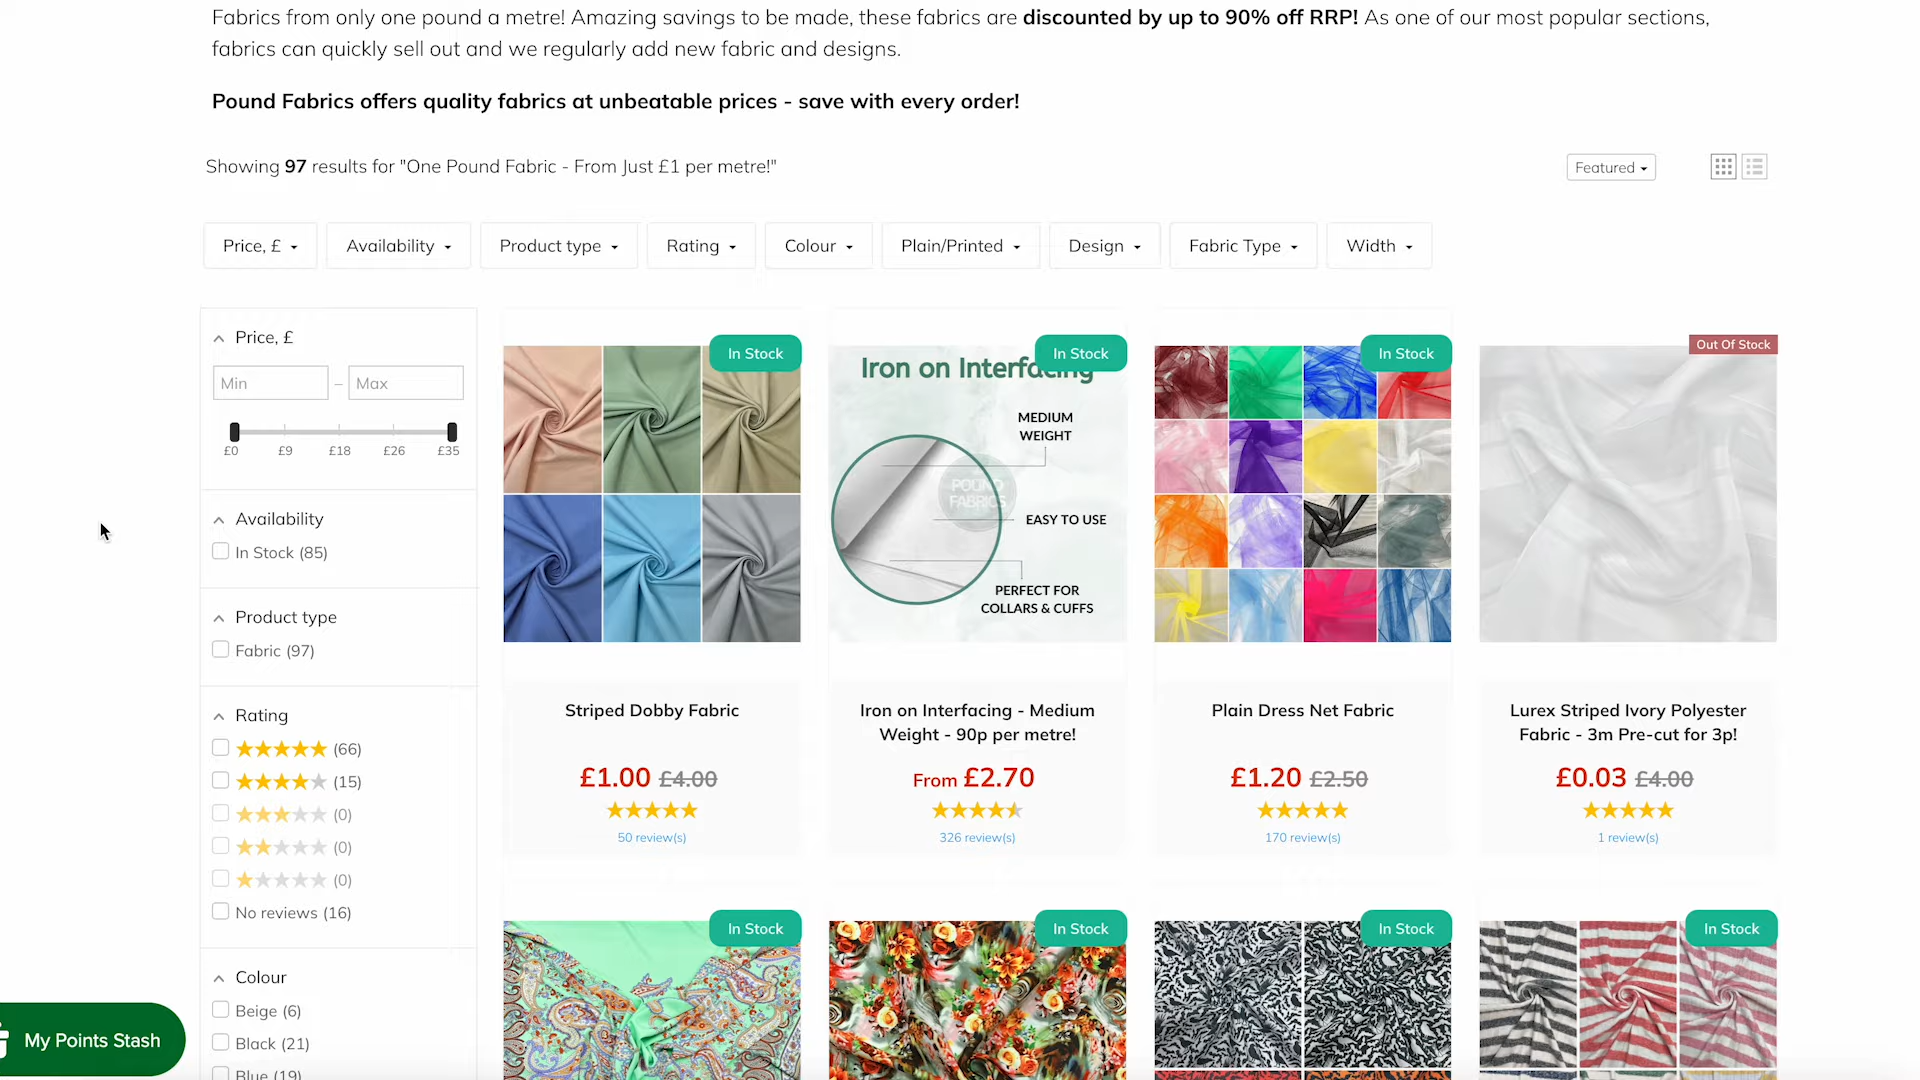 Fabrics from only one pound a metre! Amazing savings to be made, these fabrics are discounted by up to 90% off RRP! As one of our most popular sections,
fabrics can quickly sell out and we regularly add new fabric and designs.
Pound Fabrics offers quality fabrics at unbeatable prices - save with every order!
Showing 97 results for "One Pound Fabric - From Just £1 per metre!"
Featured
Price, £
Availability
Product type
Rating
Colour
Plain/Printed
Design
Fabric Type
Width
Price, £
Min – Max
£0 £9 £18 £26 £35
Availability
In Stock (85)
Product type
Fabric (97)
Rating
(66)
(15)
(0)
(0)
(0)
No reviews (16)
Colour
Beige (6)
Black (21)
Blue (19)
My Points Stash
In Stock
Striped Dobby Fabric
£1.00 £4.00
50 review(s)
In Stock
Iron on Interfacing
MEDIUM
WEIGHT
POUND
FABRICS
EASY TO USE
PERFECT FOR
COLLARS & CUFFS
Iron on Interfacing - Medium
Weight - 90p per metre!
From £2.70
326 review(s)
In Stock
Plain Dress Net Fabric
£1.20 £2.50
170 review(s)
Out Of Stock
Lurex Striped Ivory Polyester
Fabric - 3m Pre-cut for 3p!
£0.03 £4.00
1 review(s)
In Stock
In Stock
In Stock
In Stock